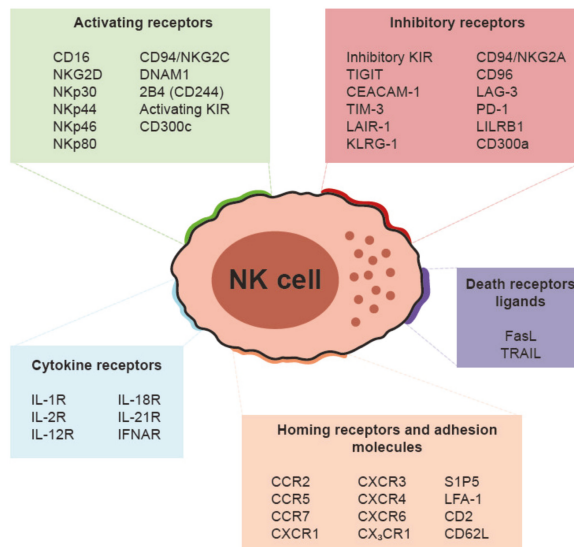 Activating receptors
CD16 CD94/NKG2C
NKG2D DNAM1
NKp30 2B4 (CD244)
NKp44 Activating KIR
NKp46 CD300c
NKp80
Inhibitory receptors
Inhibitory KIR CD94/NKG2A
TIGIT CD96
CEACAM-1 LAG-3
TIM-3 PD-1
LAIR-1 LILRB1
KLRG-1 CD300a
NK cell
Death receptors
ligands
FasL
TRAIL
Cytokine receptors
IL-1R IL-18R
IL-2R IL-21R
IL-12R IFNAR
Homing receptors and adhesion
molecules
CCR2 CXCR3 S1P5
CCR5 CXCR4 LFA-1
CCR7 CXCR6 CD2
CXCR1 CX₃CR1 CD62L